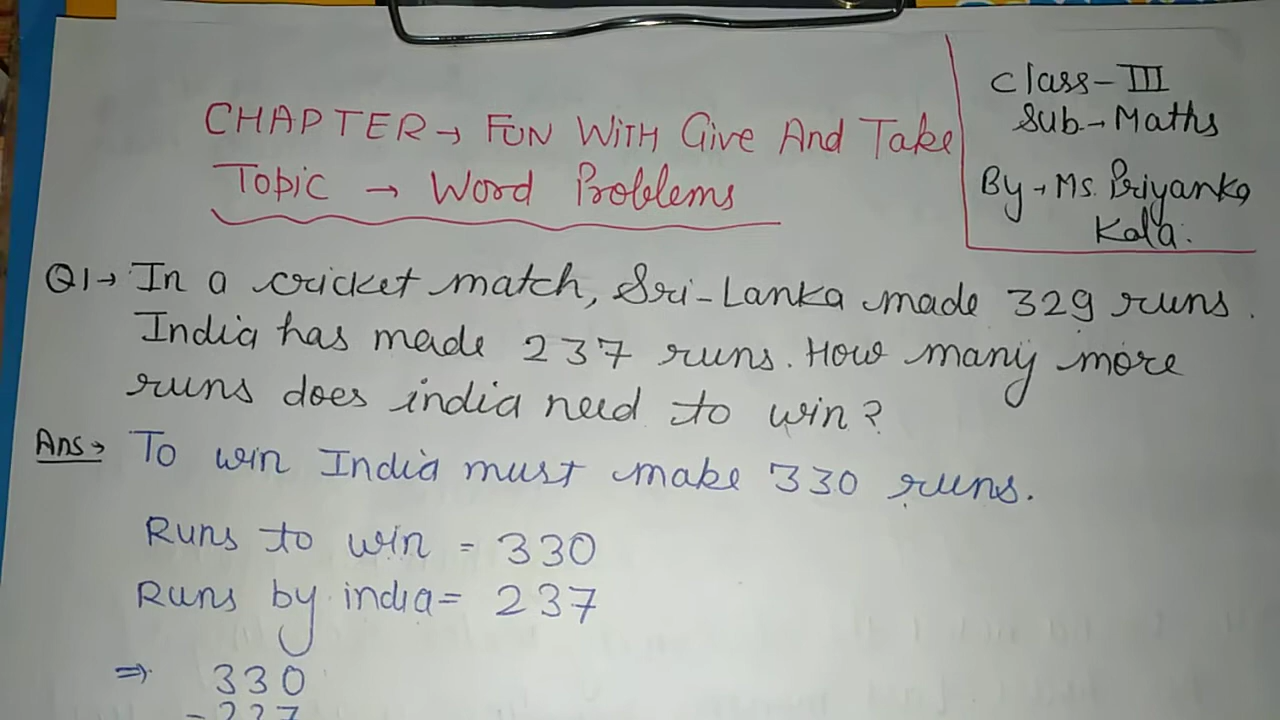 Class-III
Sub→Maths
By→Ms. Priyanka
Kala.
CHAPTER→ FUN WITH Give And Take
Topic → Word Problems
Q1→ In a cricket match, Sri-Lanka made 329 runs.
India has made 237 runs. How many more
runs does india need to win?
Ans→ To win India must make 330 runs.
Runs to win = 330
Runs by india= 237
⇒ 330
-237